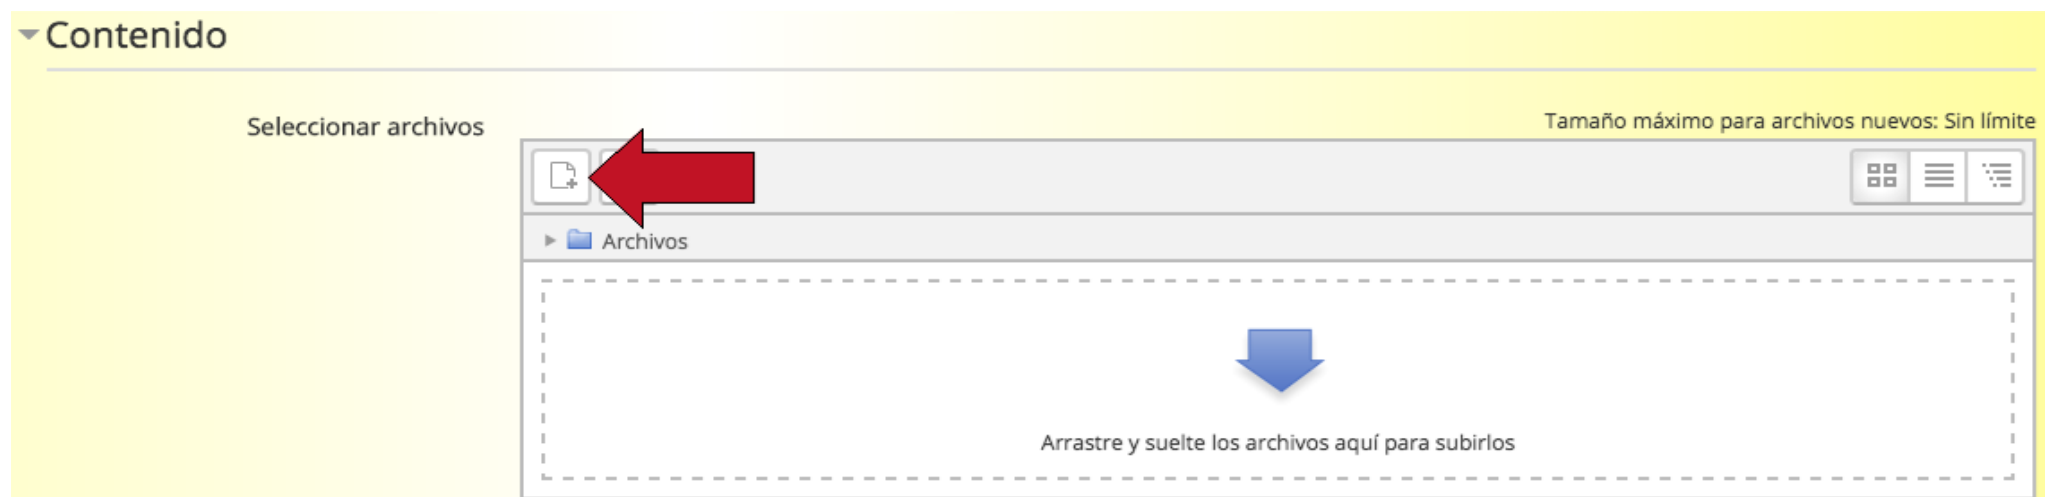 Contenido
Seleccionar archivos
Tamaño máximo para archivos nuevos: Sin límite
Archivos
Arrastre y suelte los archivos aquí para subirlos